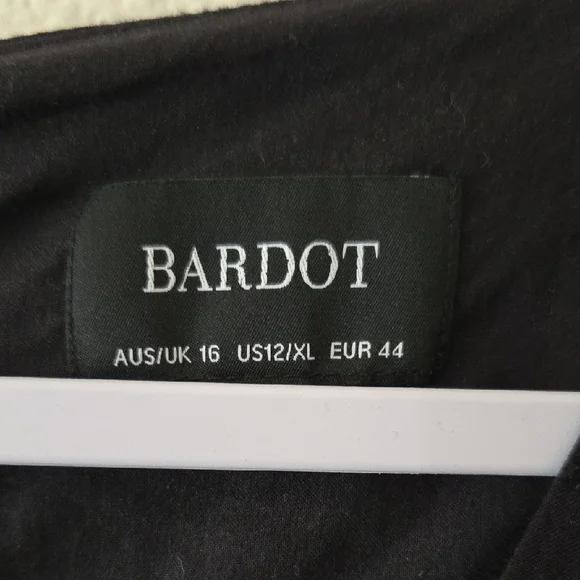 BARDOT
AUS/UK 16 US12/XL EUR 44